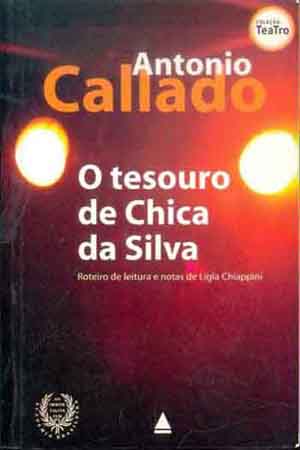 COLEÇÃO
TeaTro
Antonio
Callado
O tesouro
de Chica
da Silva
Roteiro de leitura e notas de Ligia Chiappini